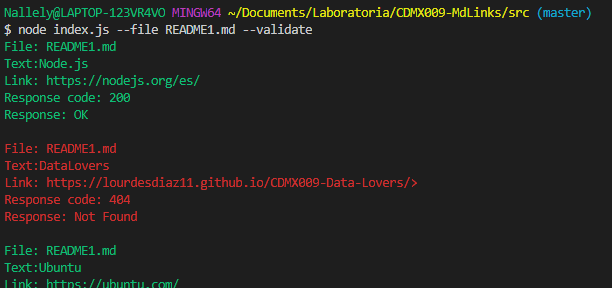 Nallely@LAPTOP-123VR4VO MINGW64 ~/Documents/Laboratoria/CDMX009-MdLinks/src (master)
$ node index.js --file README1.md --validate
File: README1.md
Text:Node.js
Link: https://nodejs.org/es/
Response code: 200
Response: OK
File: README1.md
Text:DataLovers
Link: https://lourdesdiaz11.github.io/CDMX009-Data-Lovers/>
Response code: 404
Response: Not Found
File: README1.md
Text:Ubuntu
Link: https://ubuntu.com/